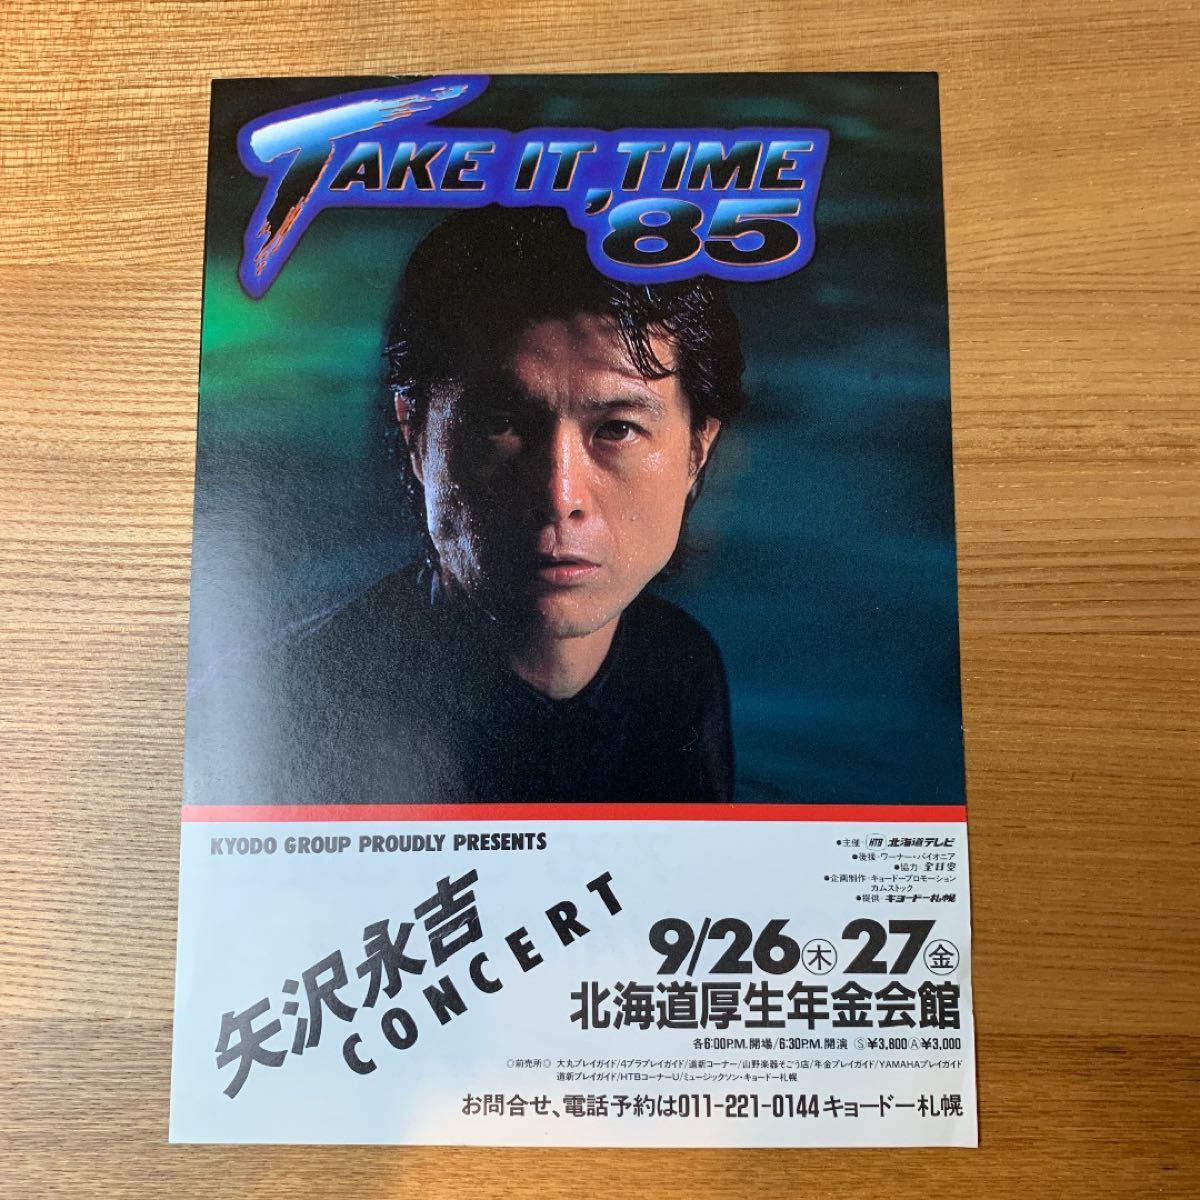 TAKE IT, TIME
'85
KYODO GROUP PROUDLY PRESENTS
矢沢永吉
CONCERT
●主催・HTB 北海道テレビ
●後援・ワーナー・パイオニア
●協力・全日空
●企画制作・キョードープロモーション
カムストック
●提供・キョードー札幌
9/26木 27金
北海道厚生年金会館
各6:00P.M.開場/6:30P.M.開演 Ⓢ¥3,800Ⓐ¥3,000
◎前売所◎ 大丸プレイガイド/4プラプレイガイド/道新コーナー/山野楽器そごう店/年金プレイガイド/YAMAHAプレイガイド
道新プレイガイド/HTBコーナーU/ミュージックソン・キョードー札幌
お問合せ、電話予約は011-221-0144キョードー札幌